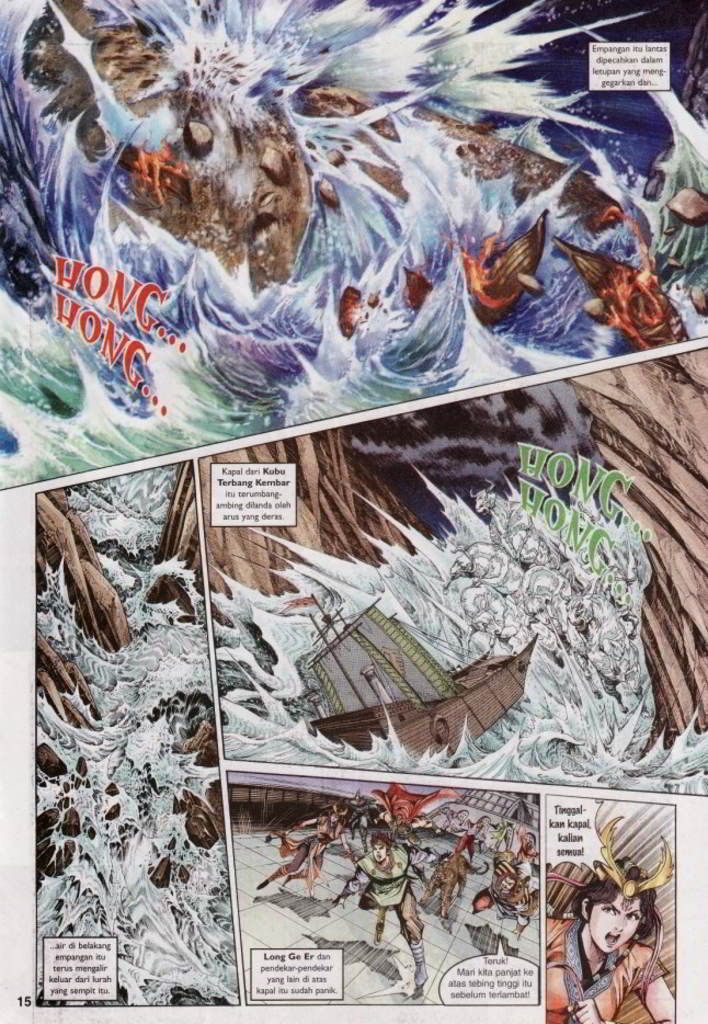 Empangan itu lantas
dipecahkan dalam
letupan yang meng-
gegarkan dan...
HONG...
HONG...
Kapal dari Kubu
Terbang Kembar
itu terumbang-
ambing dilanda oleh
arus yang deras.
HONG...
HONG...
...air di belakang
empangan itu
terus mengalir
keluar dari lurah
yang sempit itu.
Long Ge Er dan
pendekar-pendekar
yang lain di atas
kapal itu sudah panik.
Teruk!
Mari kita panjat ke
atas tebing tinggi itu
sebelum terlambat!
Tinggal-
kan kapal,
kalian
semua!
15